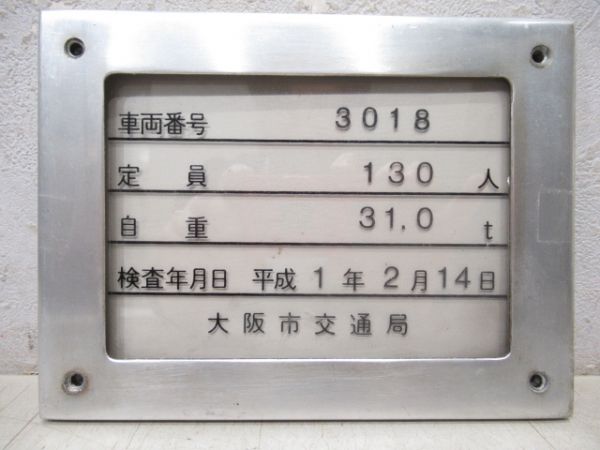 車両番号 3018
定員 130 人
自重 31.0 t
検査年月日 平成 1 年 2 月 14 日
大阪市交通局